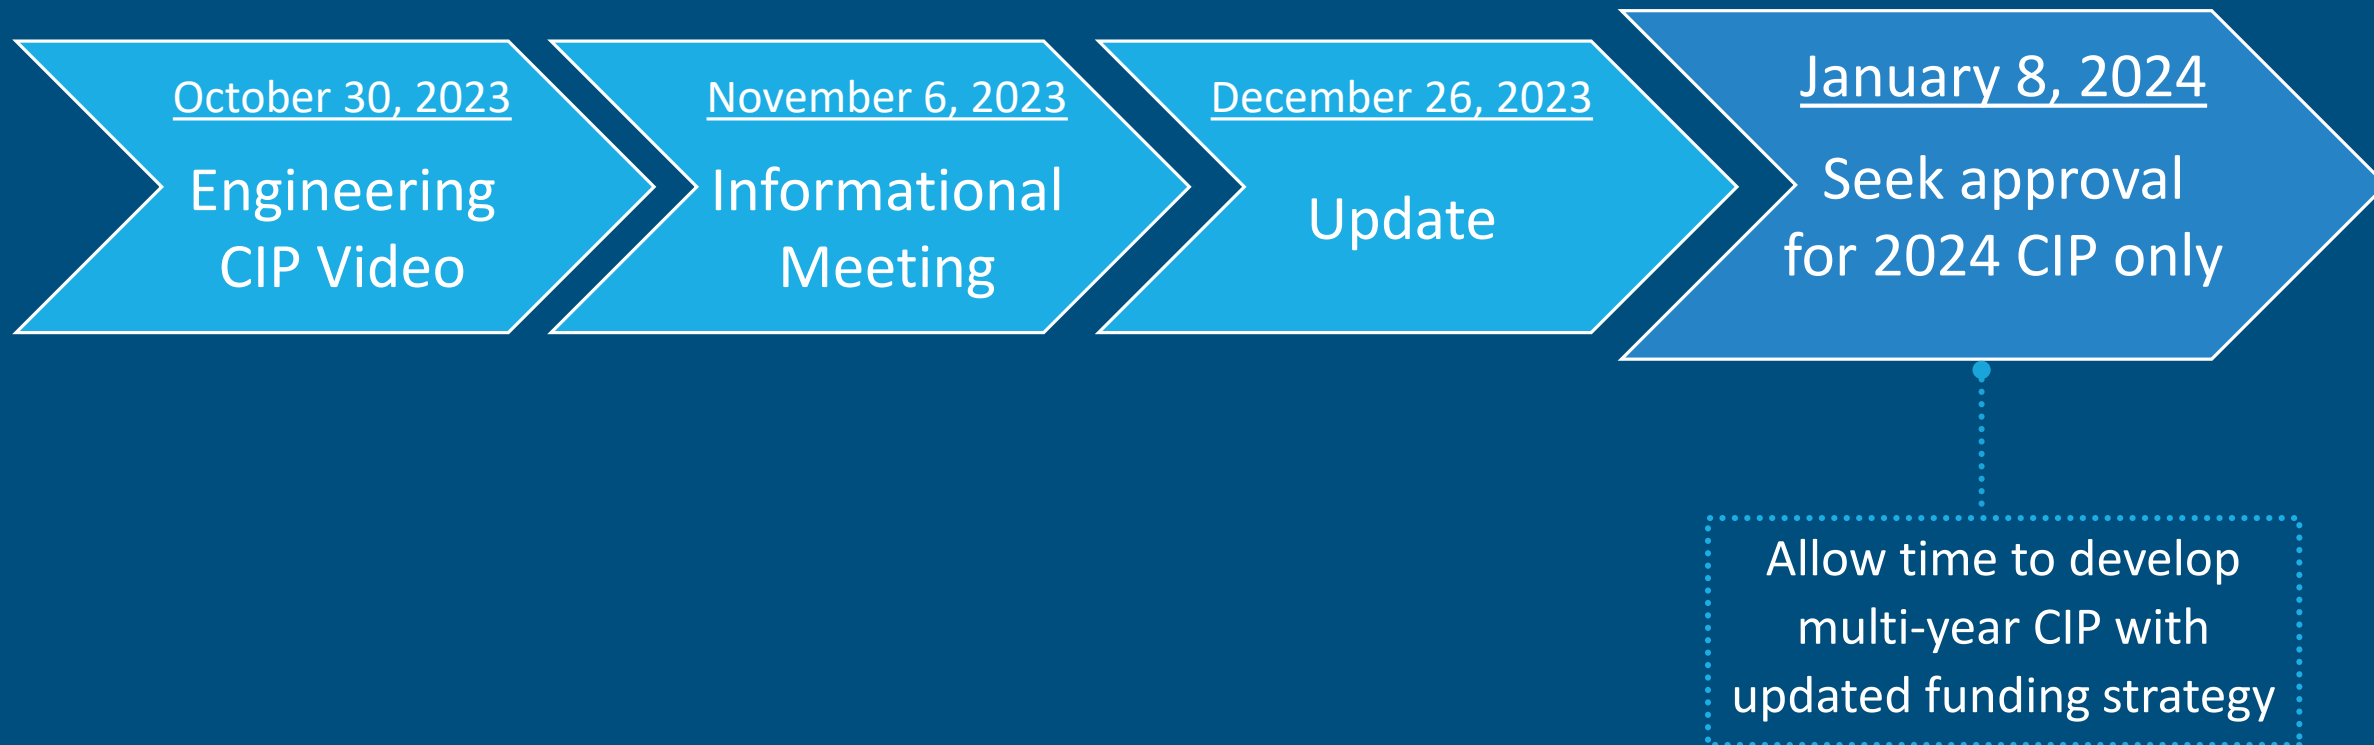 October 30, 2023
Engineering
CIP Video
November 6, 2023
Informational
Meeting
December 26, 2023
Update
January 8, 2024
Seek approval
for 2024 CIP only
Allow time to develop
multi-year CIP with
updated funding strategy